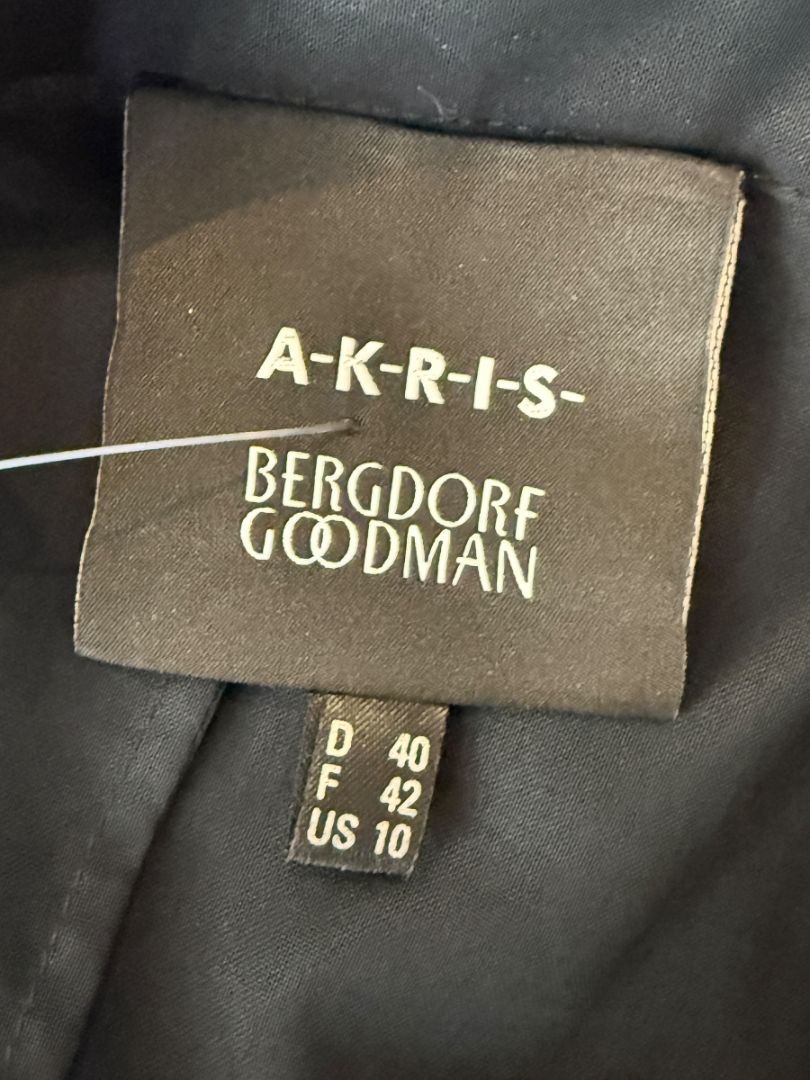 A-K-R-I-S-
BERGDORF
GOODMAN
D 40
F 42
US 10